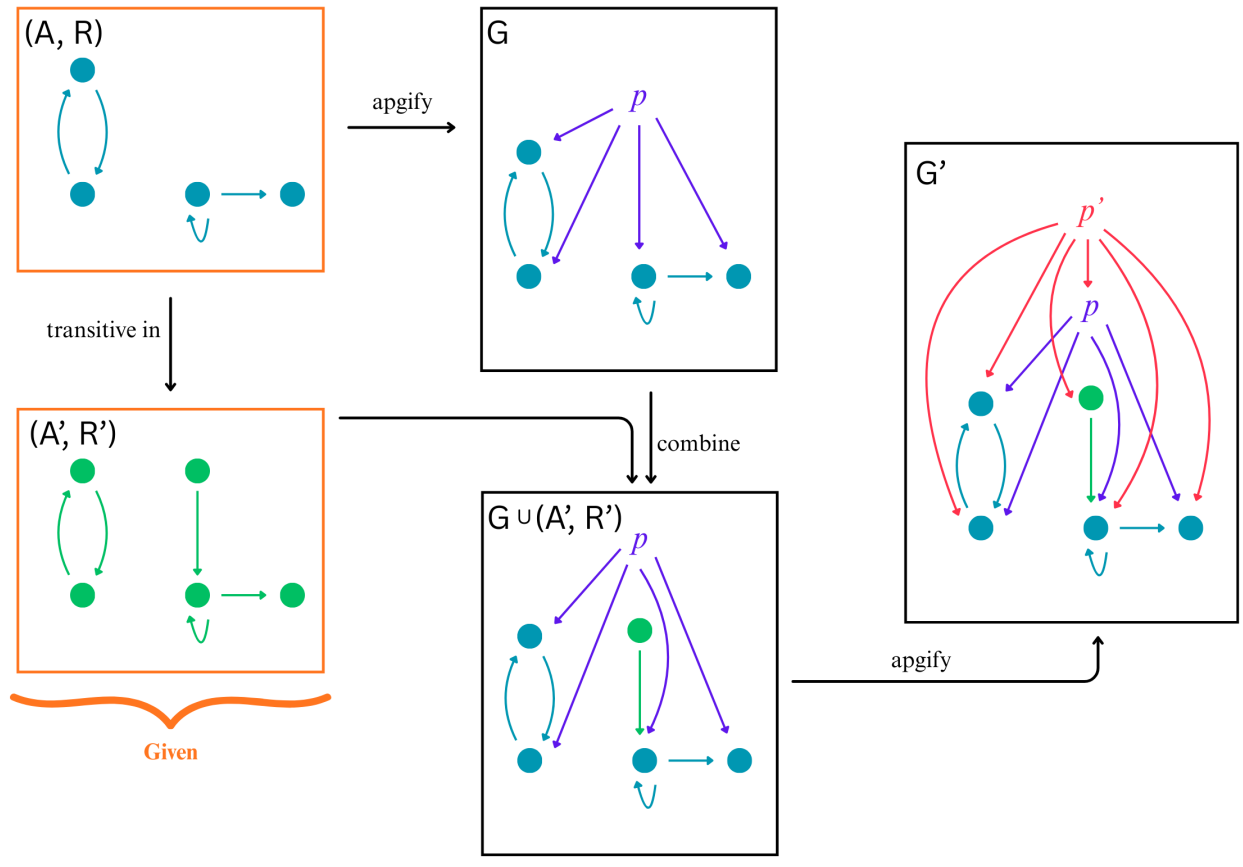 (A, R)
apgify
G
p
transitive in
G’
p’
p
(A’, R’)
combine
G ∪ (A’, R’)
p
apgify
Given